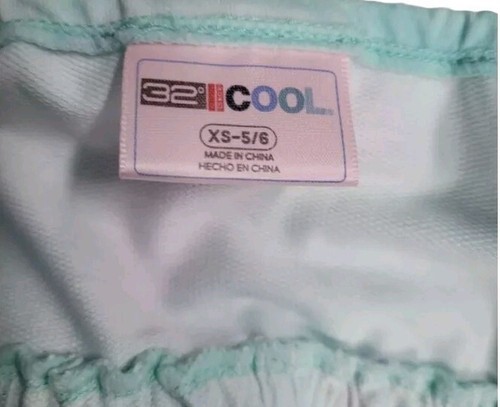 32° COOL
XS-5/6
MADE IN CHINA
HECHO EN CHINA